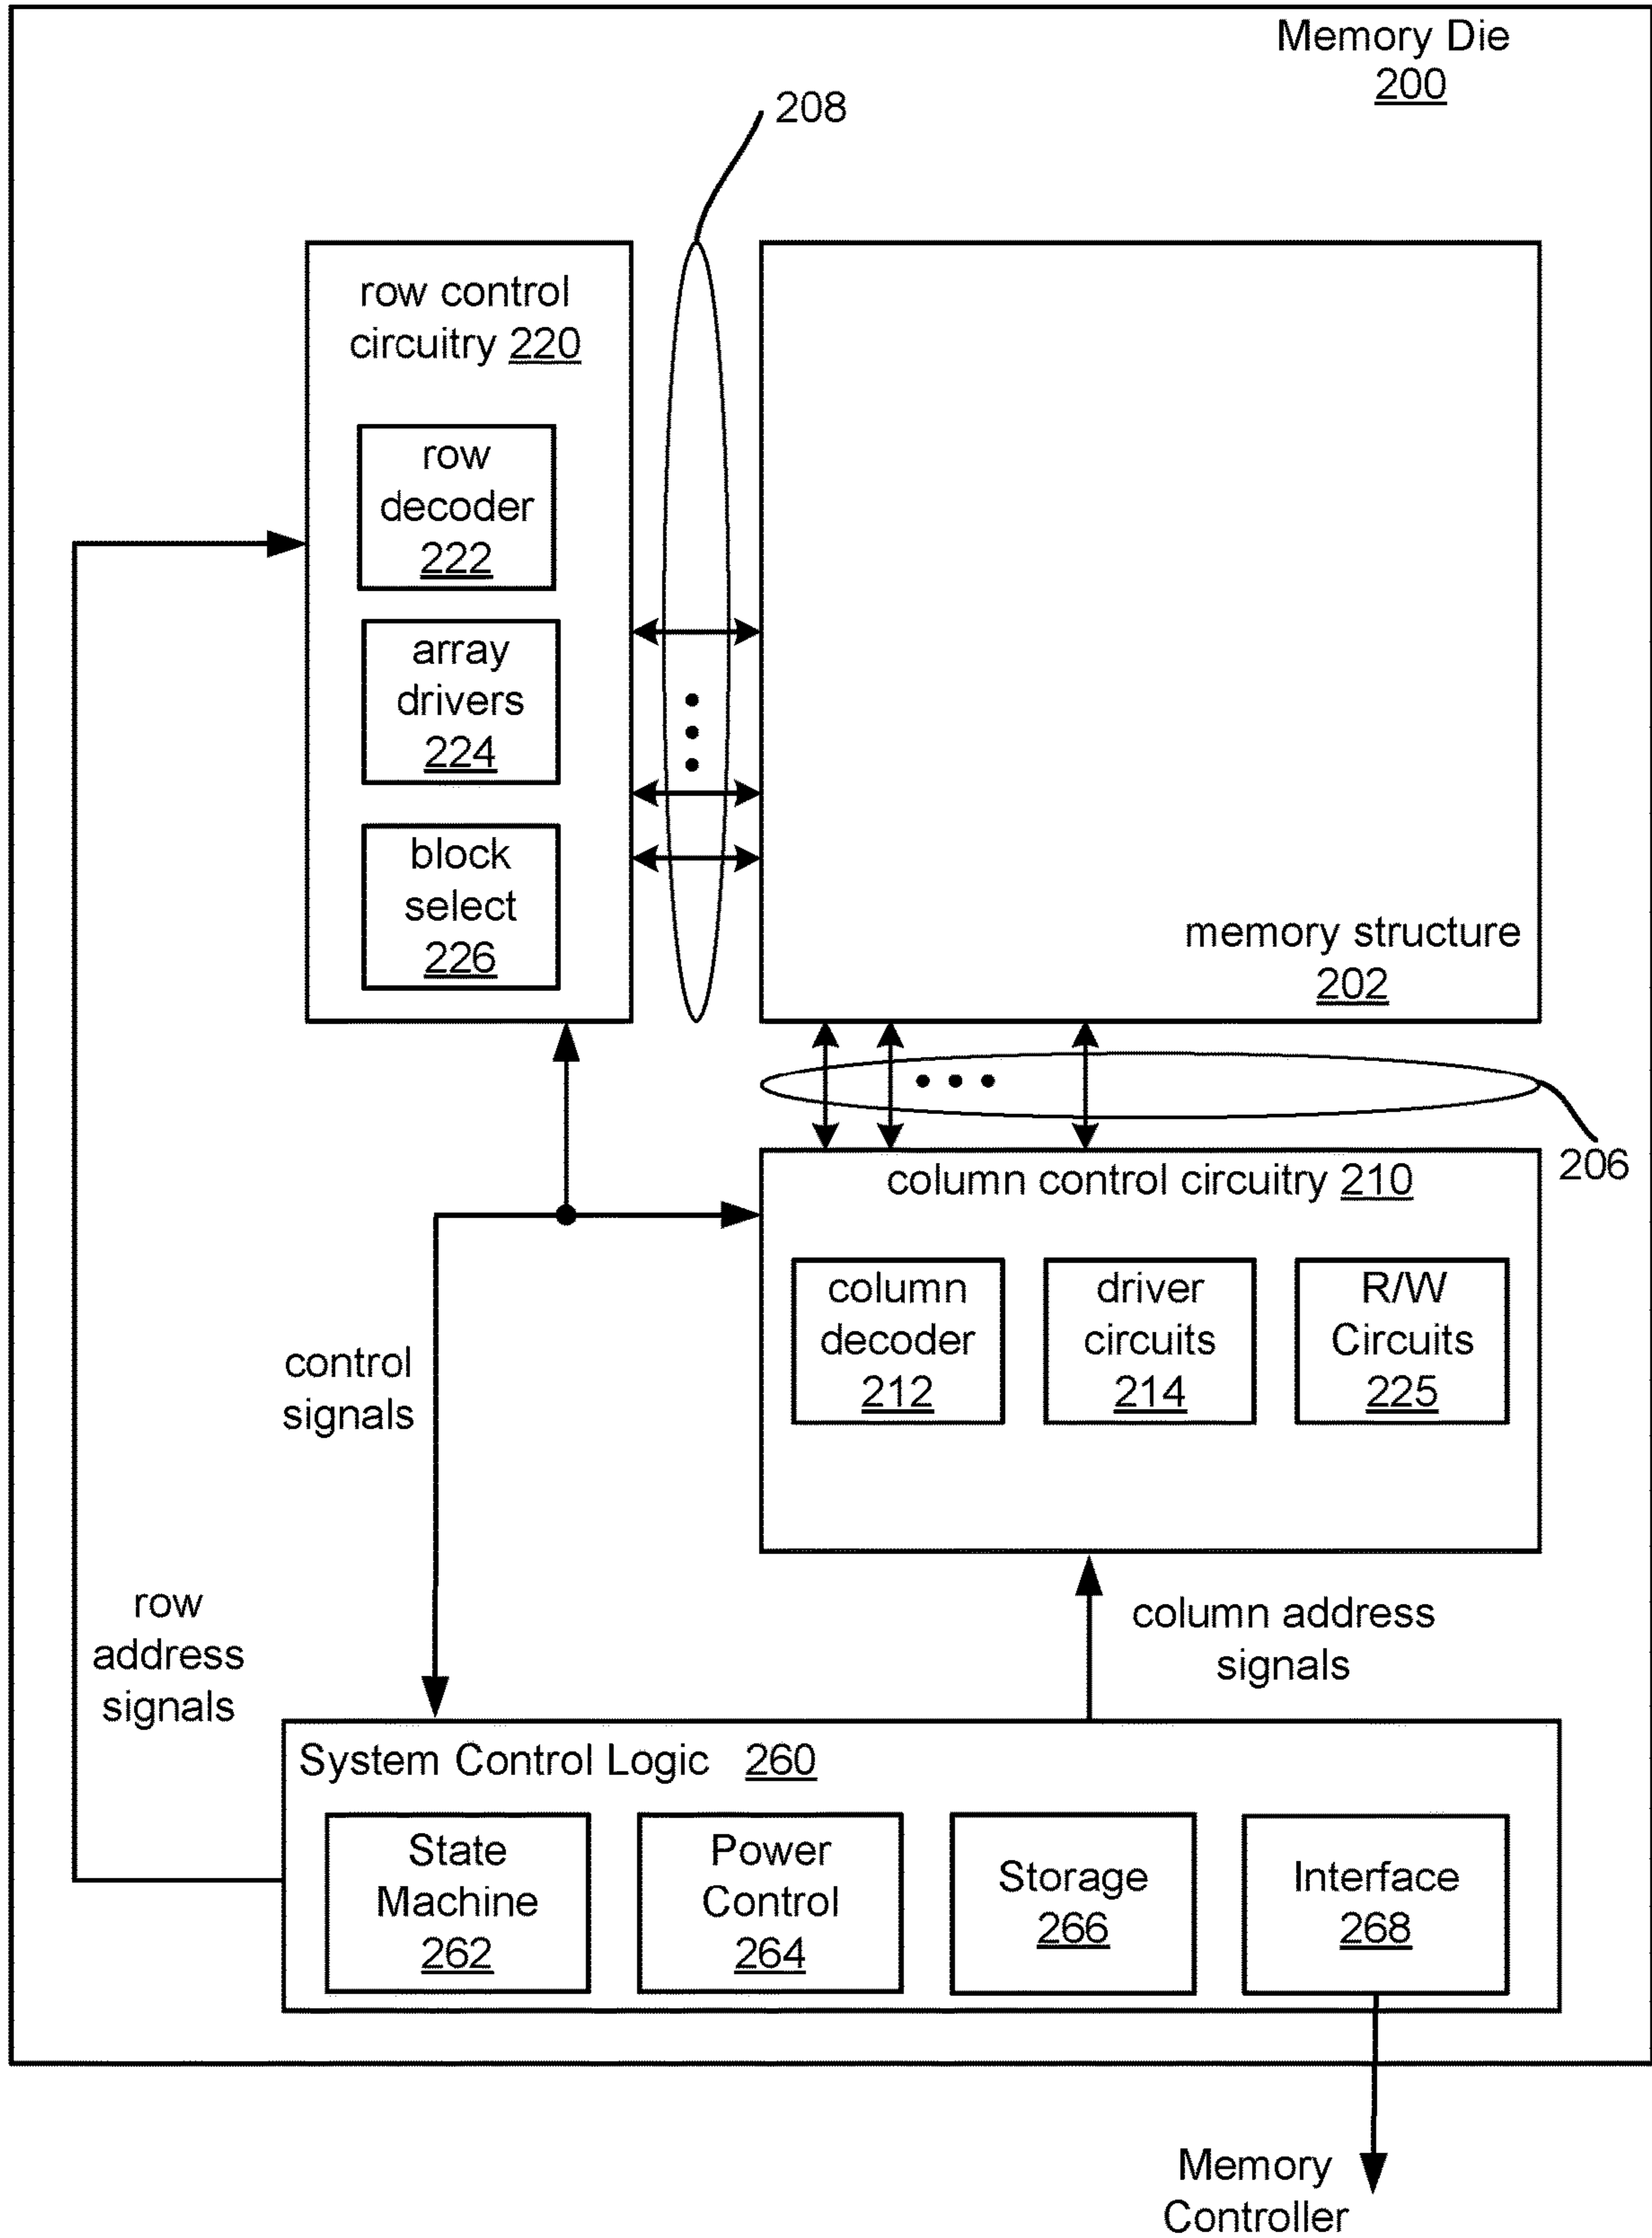 Memory Die
200
208
row control
circuitry 220
row
decoder
222
array
drivers
224
block
select
226
memory structure
202
206
column control circuitry 210
column
decoder
212
driver
circuits
214
R/W
Circuits
225
control
signals
row
address
signals
column address
signals
System Control Logic 260
State
Machine
262
Power
Control
264
Storage
266
Interface
268
Memory
Controller